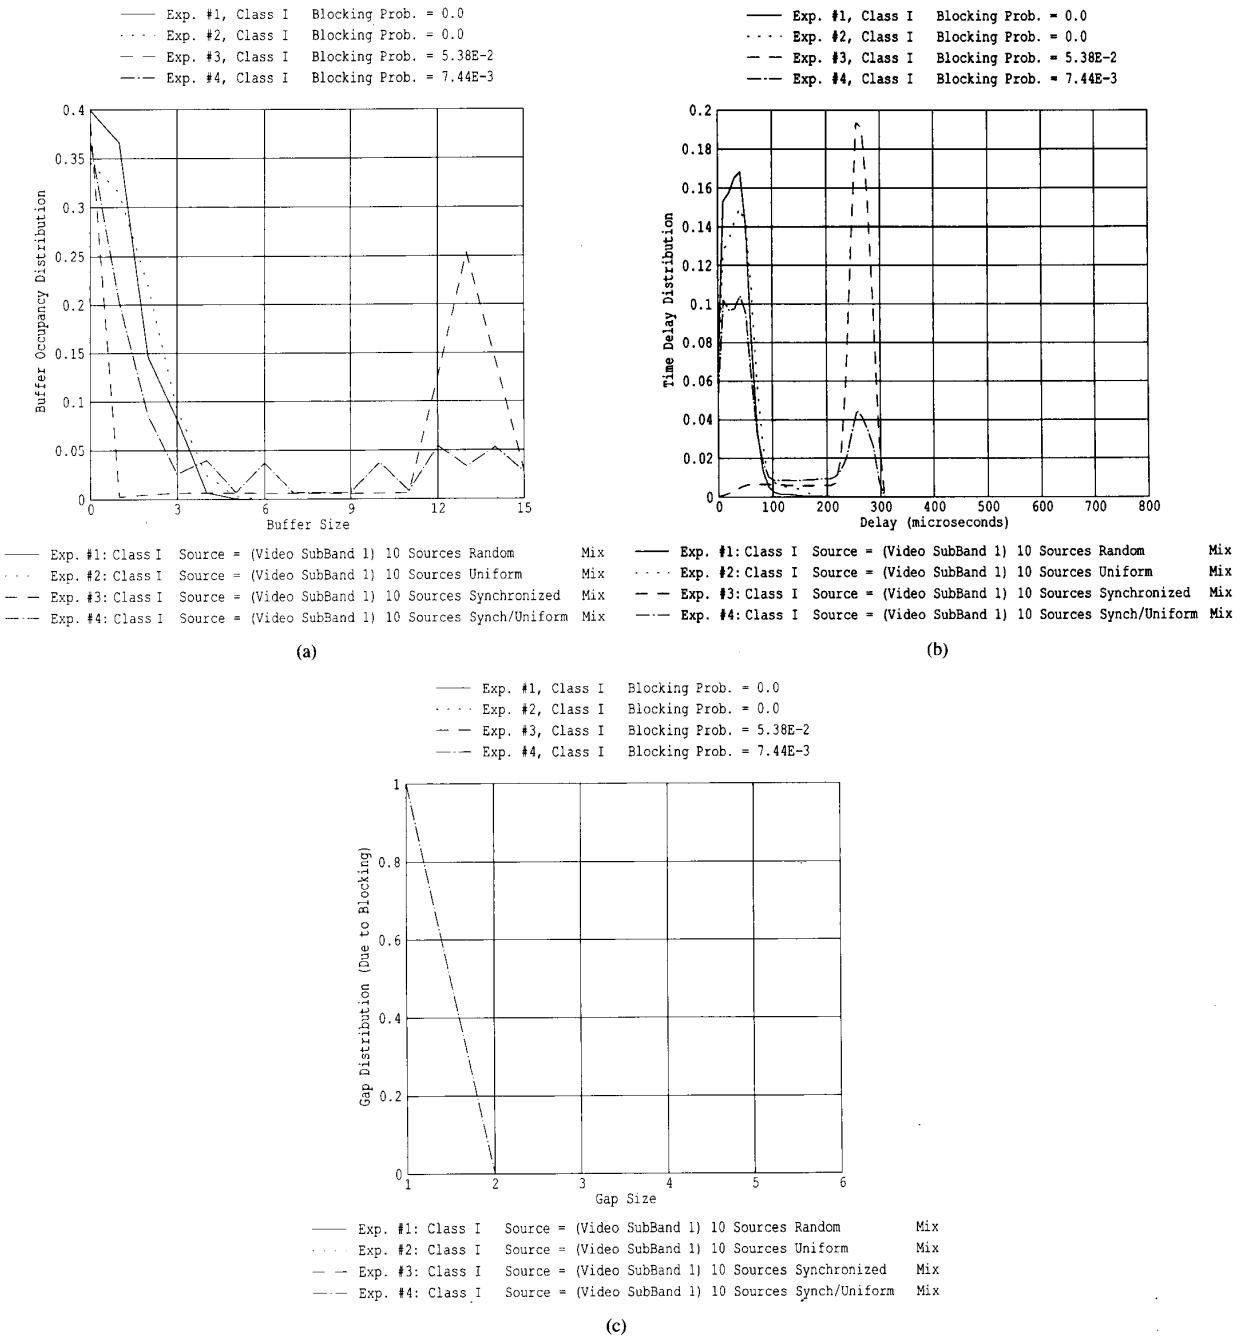 Exp. #1, Class I Blocking Prob. = 0.0
Exp. #2, Class I Blocking Prob. = 0.0
Exp. #3, Class I Blocking Prob. = 5.38E-2
Exp. #4, Class I Blocking Prob. = 7.44E-3
0.4
0.35
0.3
0.25
0.2
0.15
0.1
0.05
0
Buffer Occupancy Distribution
0 3 6 9 12 15
Buffer Size
Exp. #1: Class I Source = (Video SubBand 1) 10 Sources Random Mix
Exp. #2: Class I Source = (Video SubBand 1) 10 Sources Uniform Mix
Exp. #3: Class I Source = (Video SubBand 1) 10 Sources Synchronized Mix
Exp. #4: Class I Source = (Video SubBand 1) 10 Sources Synch/Uniform Mix
(a)
Exp. #1, Class I Blocking Prob. = 0.0
Exp. #2, Class I Blocking Prob. = 0.0
Exp. #3, Class I Blocking Prob. = 5.38E-2
Exp. #4, Class I Blocking Prob. = 7.44E-3
0.2
0.18
0.16
0.14
0.12
0.1
0.08
0.06
0.04
0.02
0
Time Delay Distribution
0 100 200 300 400 500 600 700 800
Delay (microseconds)
Exp. #1: Class I Source = (Video SubBand 1) 10 Sources Random Mix
Exp. #2: Class I Source = (Video SubBand 1) 10 Sources Uniform Mix
Exp. #3: Class I Source = (Video SubBand 1) 10 Sources Synchronized Mix
Exp. #4: Class I Source = (Video SubBand 1) 10 Sources Synch/Uniform Mix
(b)
Exp. #1, Class I Blocking Prob. = 0.0
Exp. #2, Class I Blocking Prob. = 0.0
Exp. #3, Class I Blocking Prob. = 5.38E-2
Exp. #4, Class I Blocking Prob. = 7.44E-3
1
0.8
0.6
0.4
0.2
0
Gap Distribution (Due to Blocking)
1 2 3 4 5 6
Gap Size
Exp. #1: Class I Source = (Video SubBand 1) 10 Sources Random Mix
Exp. #2: Class I Source = (Video SubBand 1) 10 Sources Uniform Mix
Exp. #3: Class I Source = (Video SubBand 1) 10 Sources Synchronized Mix
Exp. #4: Class I Source = (Video SubBand 1) 10 Sources Synch/Uniform Mix
(c)